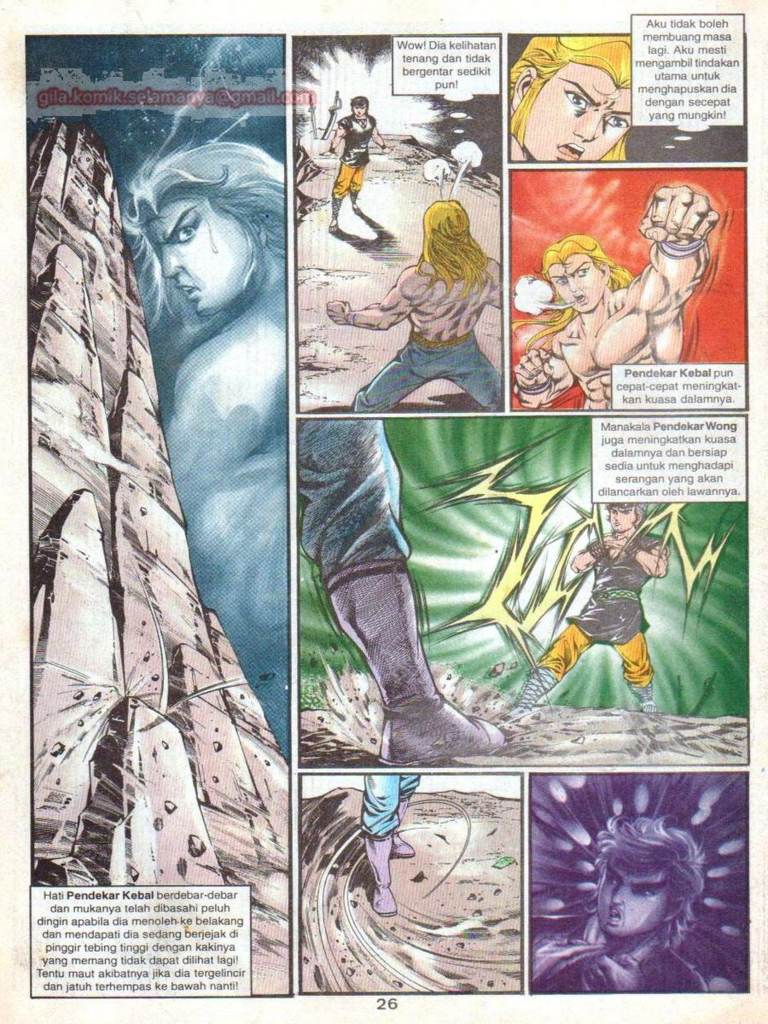 gila.komik.selamanya@gmail.com
Hati Pendekar Kebal berdebar-debar
dan mukanya telah dibasahi peluh
dingin apabila dia menoleh ke belakang
dan mendapati dia sedang berjejak di
pinggir tebing tinggi dengan kakinya
yang memang tidak dapat dilihat lagi!
Tentu maut akibatnya jika dia tergelincir
dan jatuh terhempas ke bawah nanti!
Wow! Dia kelihatan
tenang dan tidak
bergentar sedikit
pun!
Aku tidak boleh
membuang masa
lagi. Aku mesti
mengambil tindakan
utama untuk
menghapuskan dia
dengan secepat
yang mungkin!
Pendekar Kebal pun
cepat-cepat meningkat-
kan kuasa dalamnya.
Manakala Pendekar Wong
juga meningkatkan kuasa
dalamnya dan bersiap
sedia untuk menghadapi
serangan yang akan
dilancarkan oleh lawannya.
26